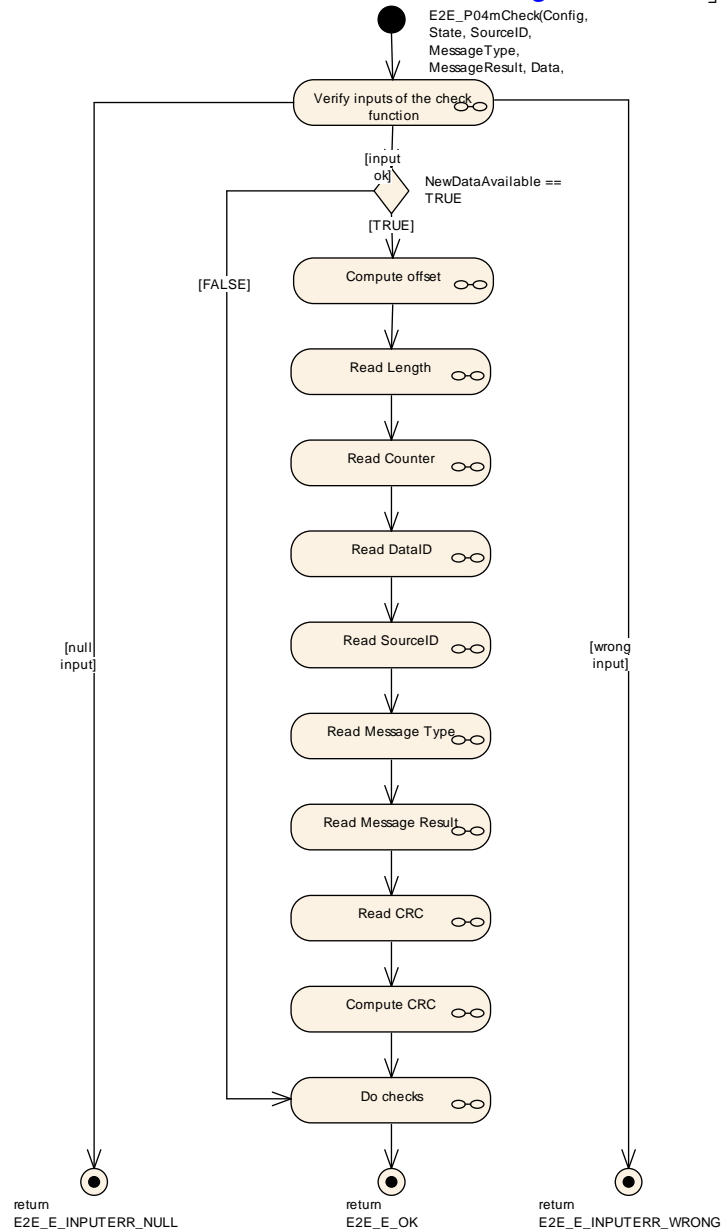 E2E_P04mCheck(Config,
State, SourceID,
MessageType,
MessageResult, Data,
Verify inputs of the check
function
[input
ok]
NewDataAvailable ==
TRUE
[TRUE]
[FALSE]
Compute offset
Read Length
Read Counter
Read DataID
Read SourceID
[null
input]
[wrong
input]
Read Message Type
Read Message Result
Read CRC
Compute CRC
Do checks
return
E2E_E_INPUTERR_NULL
return
E2E_E_OK
return
E2E_E_INPUTERR_WRONG